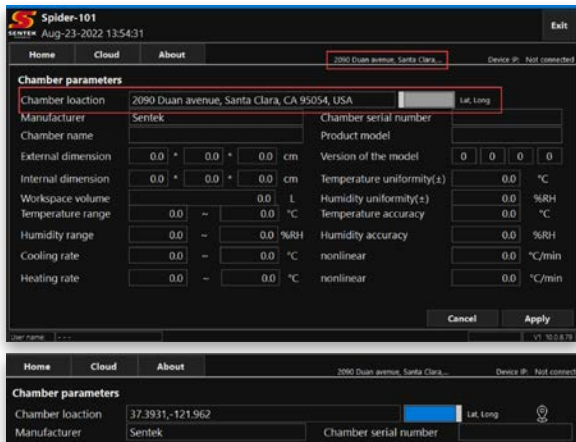 SENTEK Spider-101 Exit
Aug-23-2022 13:54:31
Home Cloud About 2090 Duan avenue, Santa Clara,... Device IP: Not connected
Chamber parameters
Chamber loaction 2090 Duan avenue, Santa Clara, CA 95054, USA Lat, Long
Manufacturer Sentek Chamber serial number
Chamber name Product model
External dimension 0.0 * 0.0 * 0.0 cm Version of the model 0 0 0 0
Internal dimension 0.0 * 0.0 * 0.0 cm Temperature uniformity(±) 0.0 °C
Workspace volume 0.0 L Humidity uniformity(±) 0.0 %RH
Temperature range 0.0 ~ 0.0 °C Temperature accuracy 0.0 °C
Humidity range 0.0 ~ 0.0 %RH Humidity accuracy 0.0 %RH
Cooling rate 0.0 ~ 0.0 °C nonlinear 0.0 °C/min
Heating rate 0.0 ~ 0.0 °C nonlinear 0.0 °C/min
Cancel Apply
User name: - - -
Home Cloud About 2090 Duan avenue, Santa Clara,... Device IP: Not connect
Chamber parameters
Chamber loaction 37.3931,-121.962 Lat, Long
Manufacturer Sentek Chamber serial number